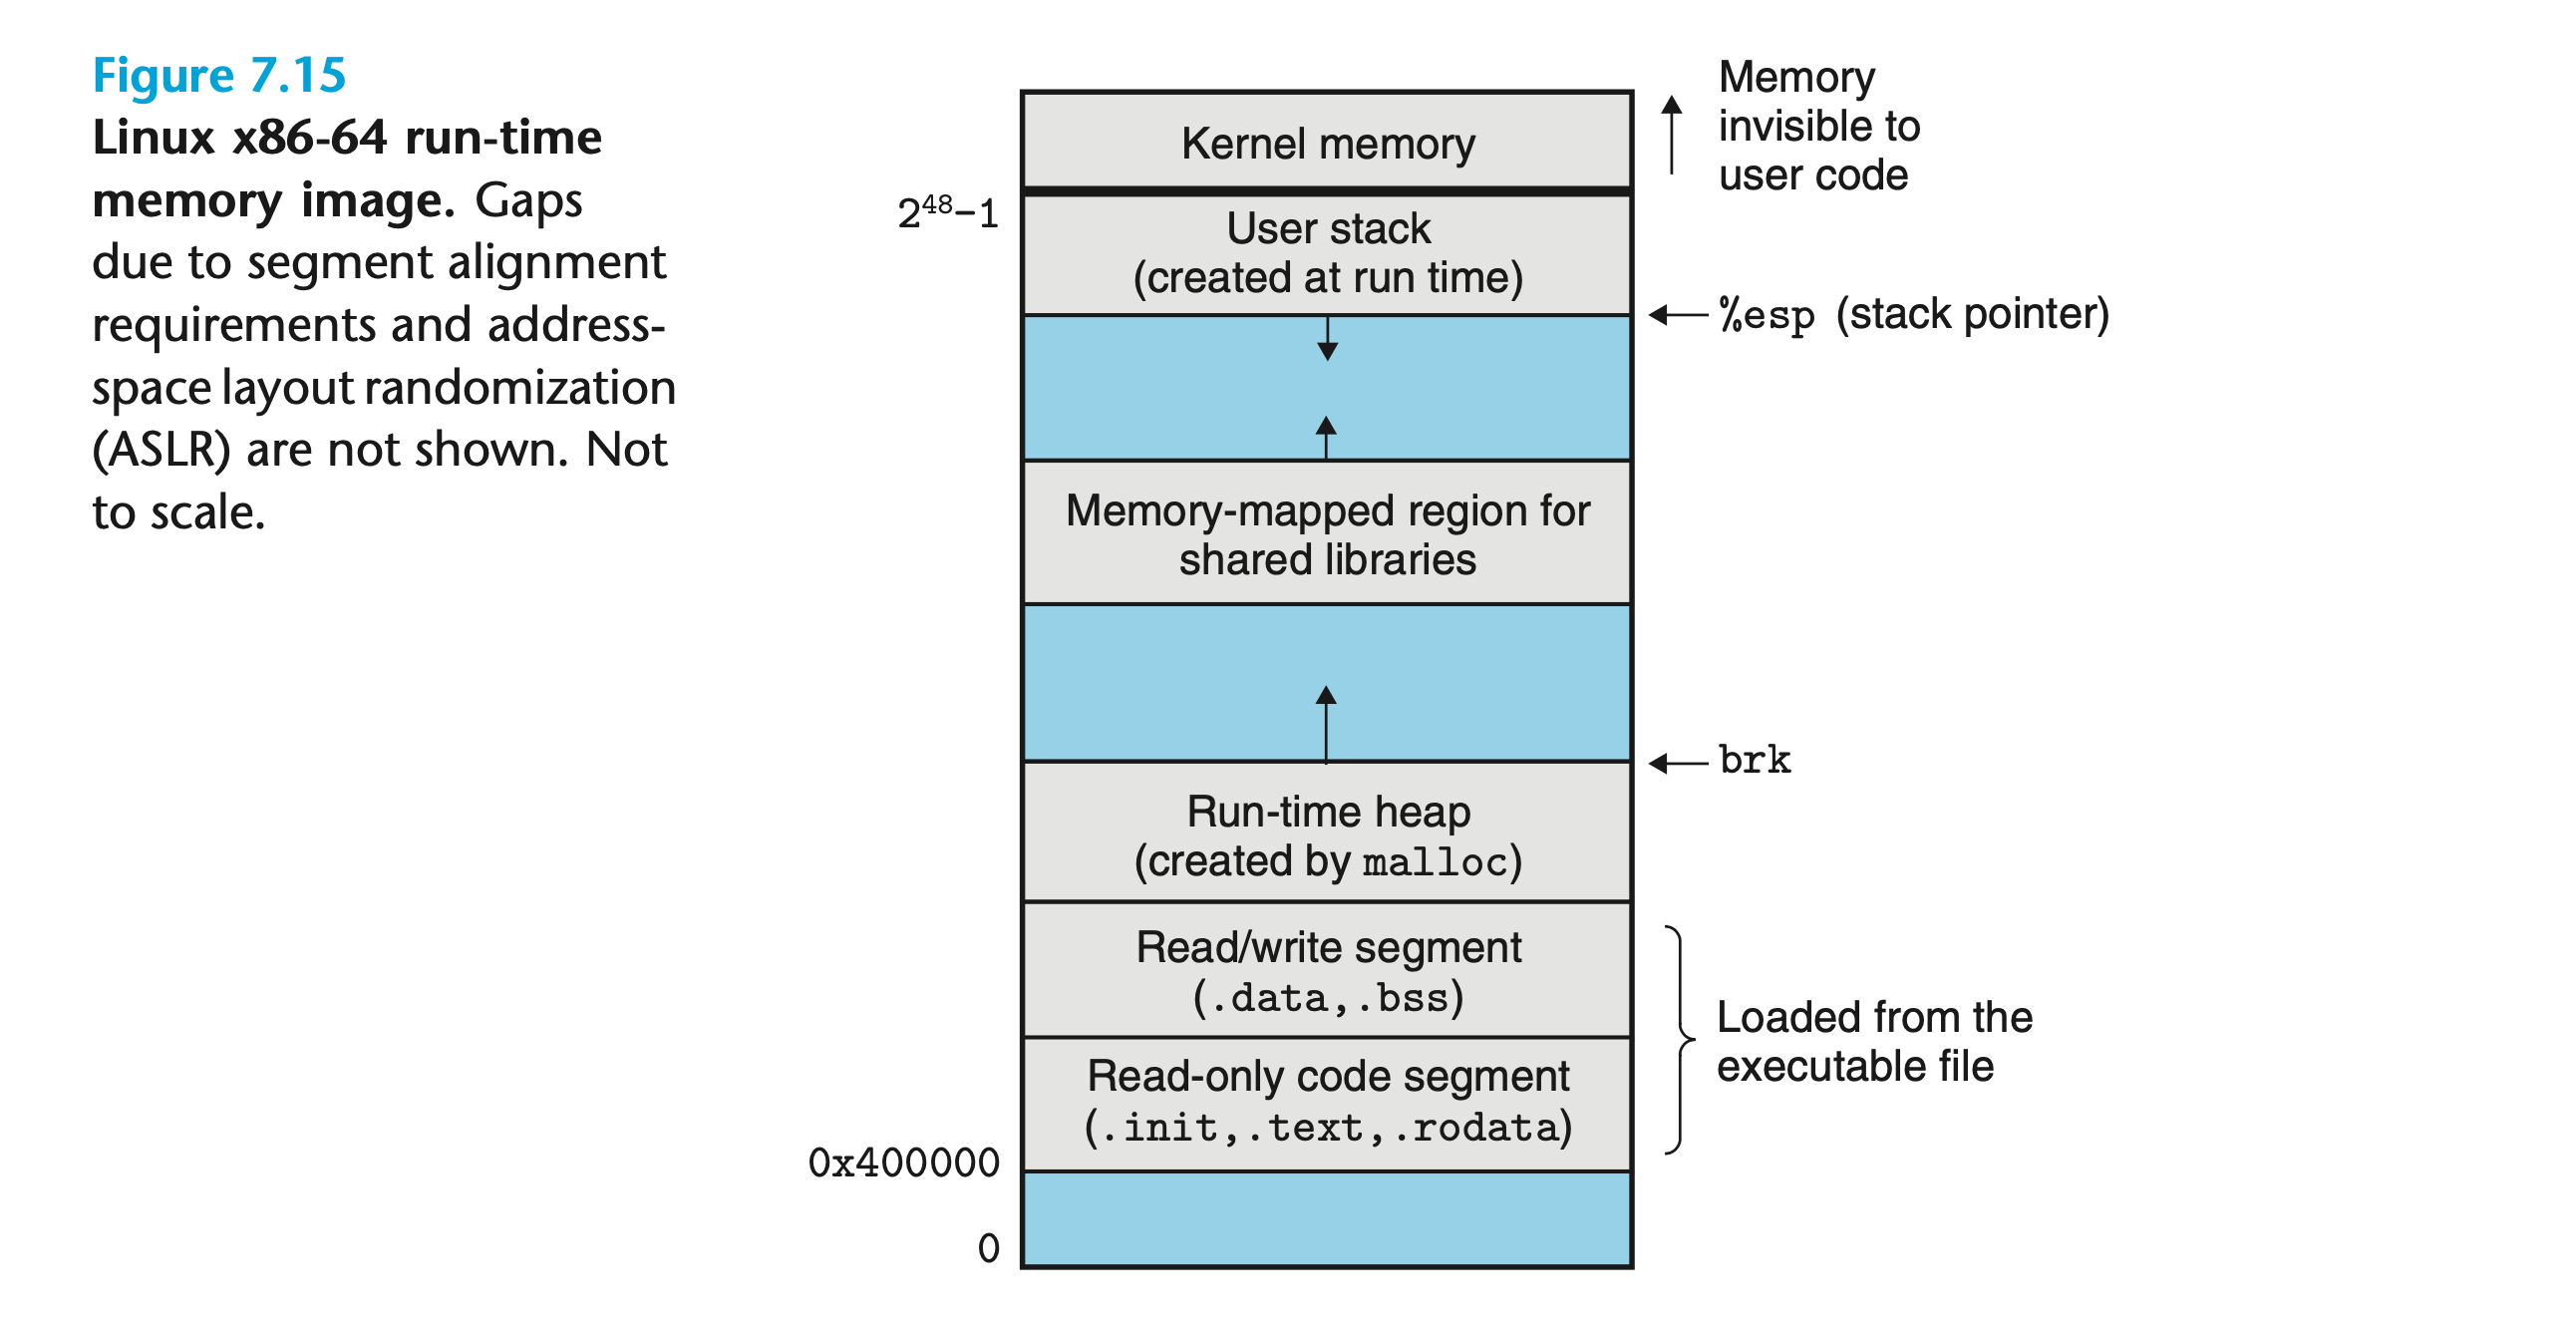 Figure 7.15
Linux x86-64 run-time
memory image. Gaps
due to segment alignment
requirements and address-
space layout randomization
(ASLR) are not shown. Not
to scale.
Kernel memory
Memory
invisible to
user code
2⁴⁸−1
User stack
(created at run time)
%esp (stack pointer)
Memory-mapped region for
shared libraries
brk
Run-time heap
(created by malloc)
Read/write segment
(.data,.bss)
Read-only code segment
(.init,.text,.rodata)
Loaded from the
executable file
0x400000
0